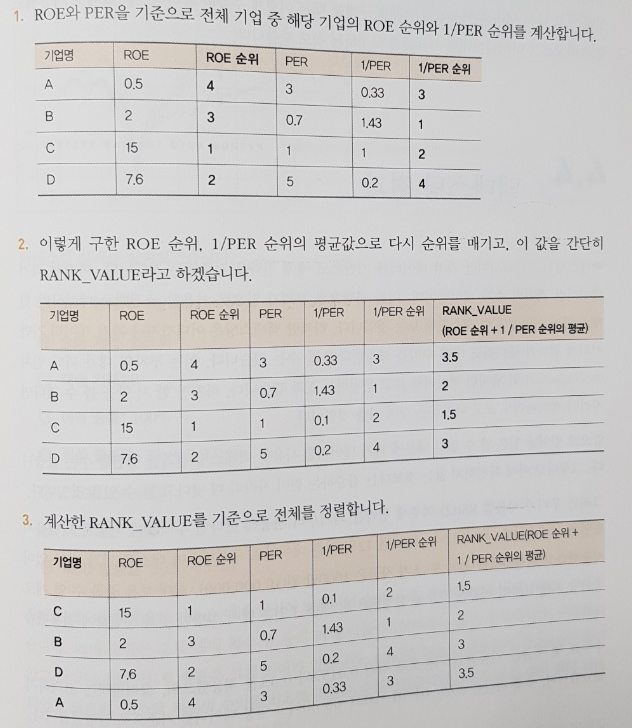 1. ROE와 PER을 기준으로 전체 기업 중 해당 기업의 ROE 순위와 1/PER 순위를 계산합니다.
기업명 ROE ROE 순위 PER 1/PER 1/PER 순위
A 0.5 4 3 0.33 3
B 2 3 0.7 1.43 1
C 15 1 1 1 2
D 7.6 2 5 0.2 4
2. 이렇게 구한 ROE 순위, 1/PER 순위의 평균값으로 다시 순위를 매기고, 이 값을 간단히
RANK_VALUE라고 하겠습니다.
기업명 ROE ROE 순위 PER 1/PER 1/PER 순위 RANK_VALUE
(ROE 순위 + 1 / PER 순위의 평균)
A 0.5 4 3 0.33 3 3.5
B 2 3 0.7 1.43 1 2
C 15 1 1 0.1 2 1.5
D 7.6 2 5 0.2 4 3
3. 계산한 RANK_VALUE를 기준으로 전체를 정렬합니다.
기업명 ROE ROE 순위 PER 1/PER 1/PER 순위 RANK_VALUE(ROE 순위 +
1 / PER 순위의 평균)
C 15 1 1 0.1 2 1.5
B 2 3 0.7 1.43 1 2
D 7.6 2 5 0.2 4 3
A 0.5 4 3 0.33 3 3.5